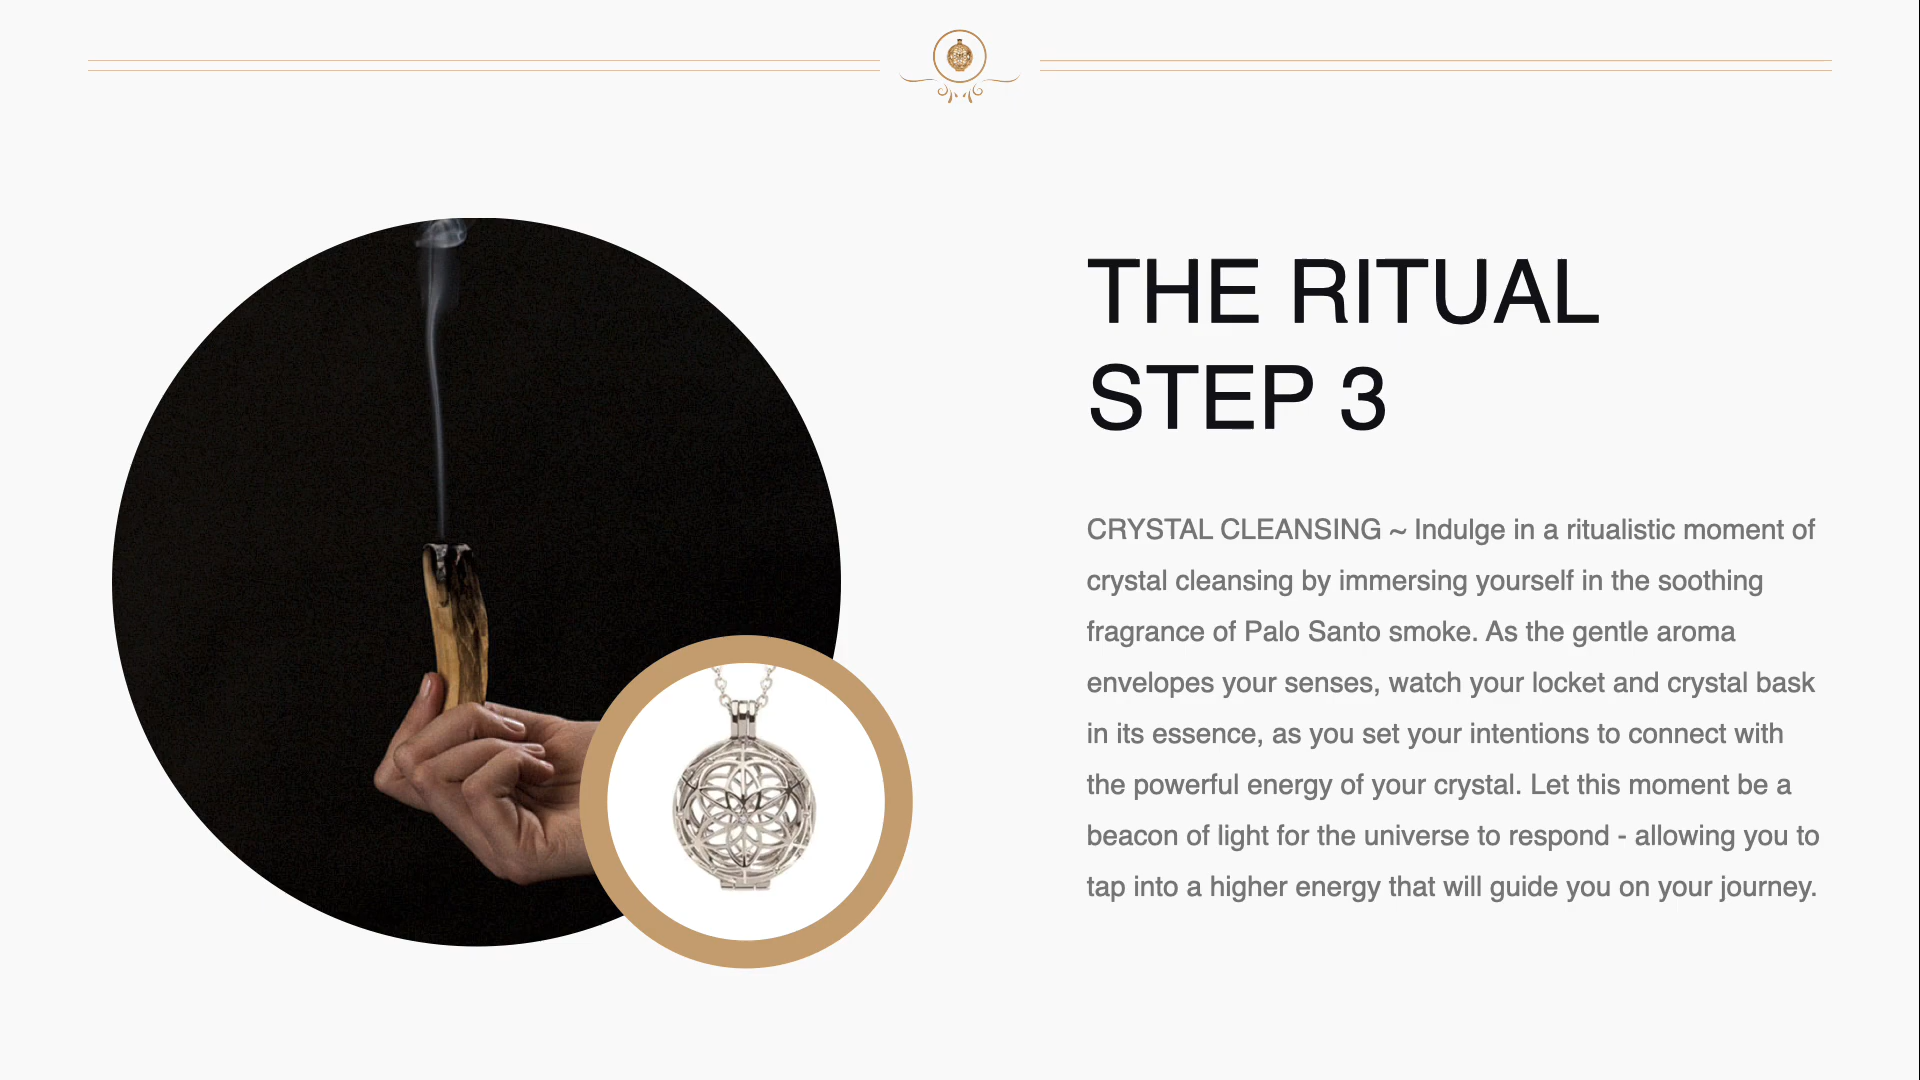 THE RITUAL
STEP 3
CRYSTAL CLEANSING ~ Indulge in a ritualistic moment of
crystal cleansing by immersing yourself in the soothing
fragrance of Palo Santo smoke. As the gentle aroma
envelopes your senses, watch your locket and crystal bask
in its essence, as you set your intentions to connect with
the powerful energy of your crystal. Let this moment be a
beacon of light for the universe to respond - allowing you to
tap into a higher energy that will guide you on your journey.